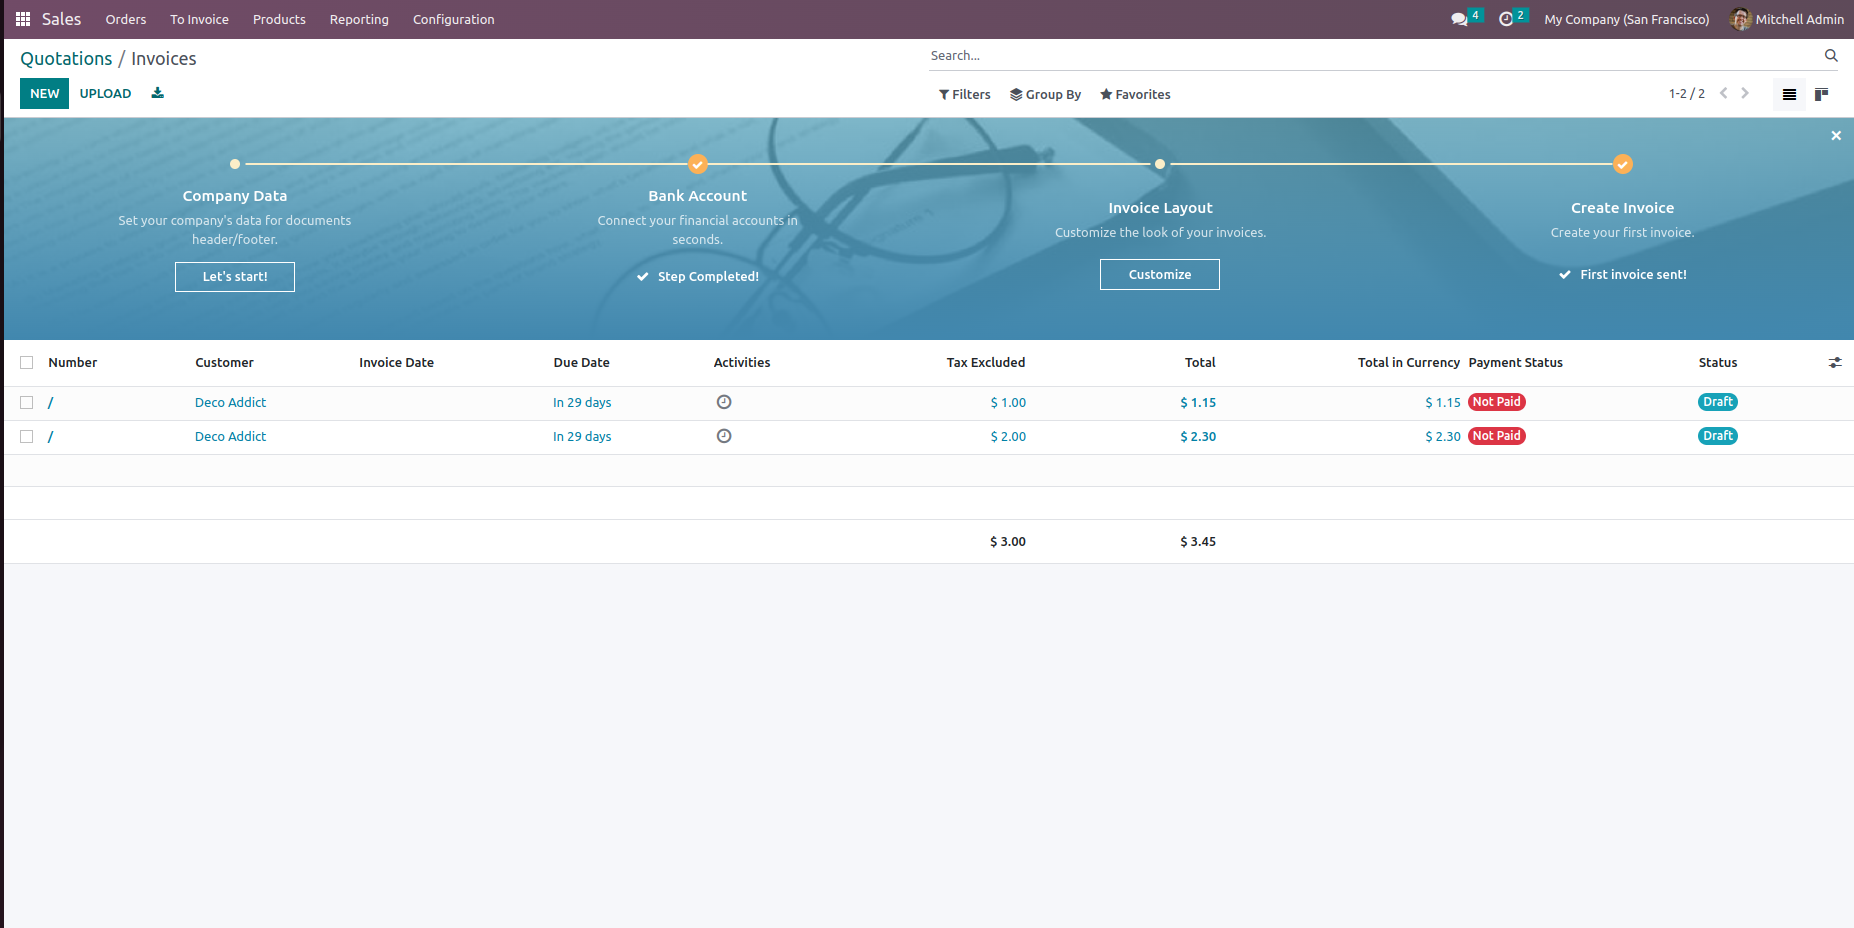 Sales Orders To Invoice Products Reporting Configuration 4 2 My Company (San Francisco) Mitchell Admin
Quotations / Invoices
Search...
NEW UPLOAD
Filters Group By Favorites
1-2 / 2
Company Data
Set your company's data for documents
header/footer.
Let's start!
Bank Account
Connect your financial accounts in
seconds.
Step Completed!
Invoice Layout
Customize the look of your invoices.
Customize
Create Invoice
Create your first invoice.
First invoice sent!
Number Customer Invoice Date Due Date Activities Tax Excluded Total Total in Currency Payment Status Status
/ Deco Addict In 29 days $ 1.00 $ 1.15 $ 1.15 Not Paid Draft
/ Deco Addict In 29 days $ 2.00 $ 2.30 $ 2.30 Not Paid Draft
$ 3.00 $ 3.45